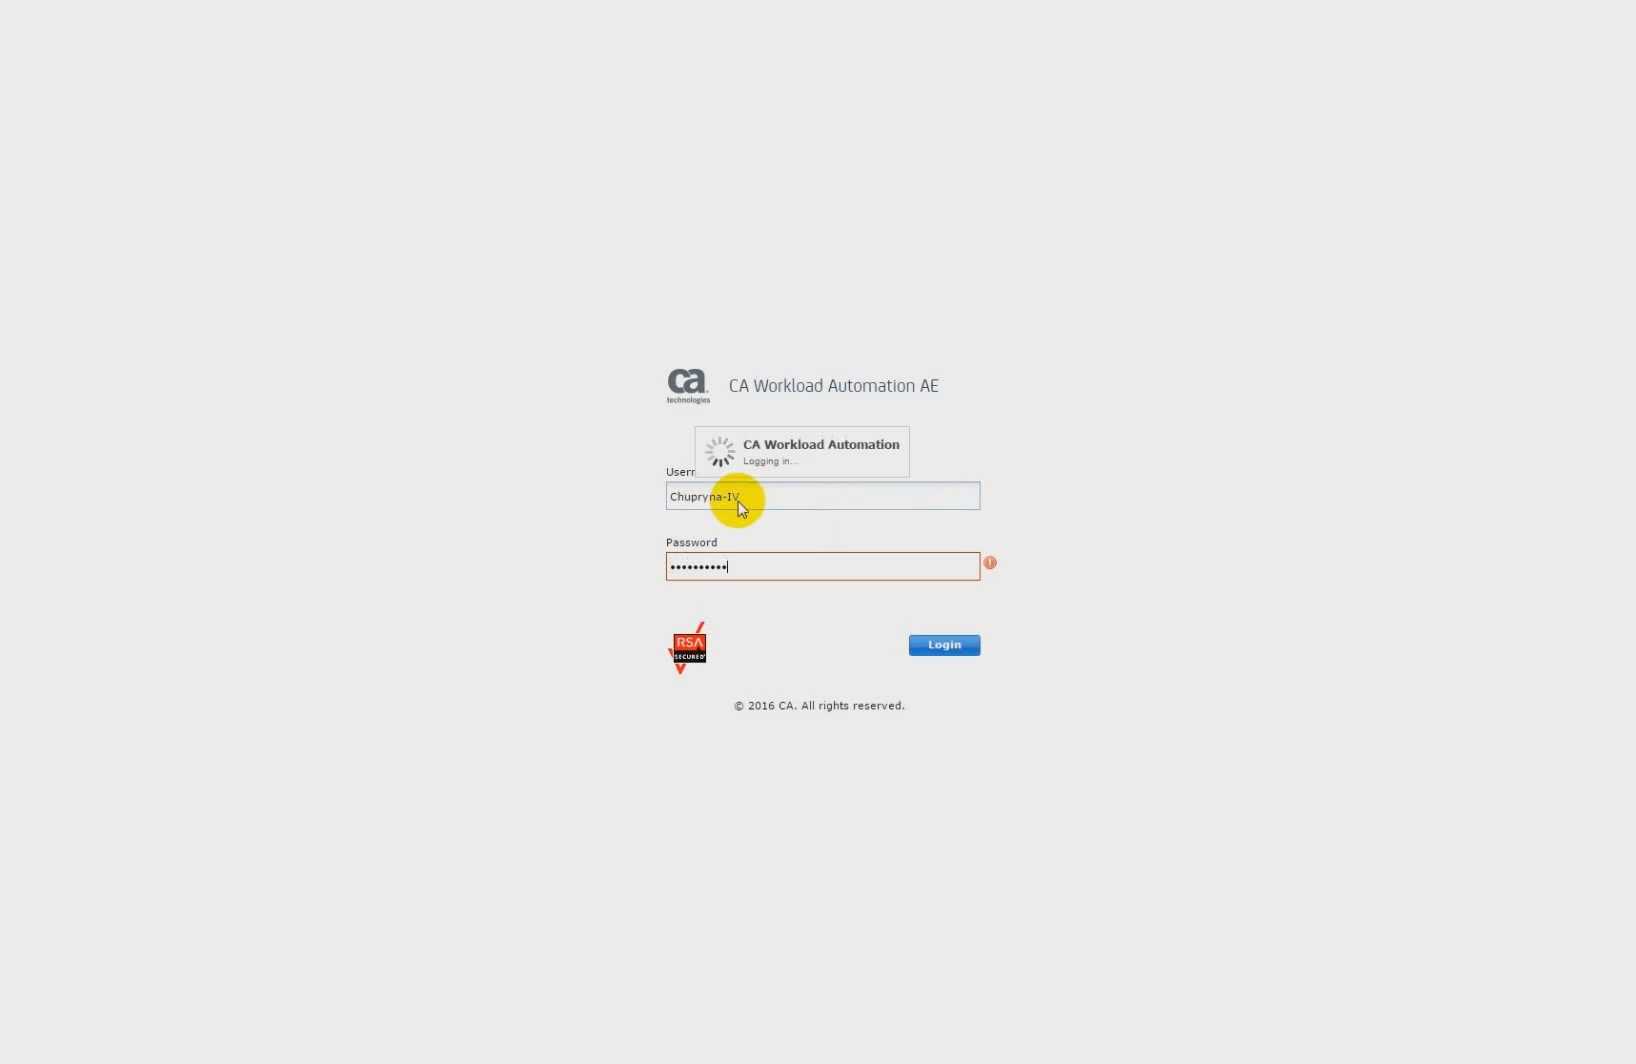 ca
technologies
CA Workload Automation AE
CA Workload Automation
Logging in...
Usern
Chupryna-IV
Password
••••••••••
RSA
SECURED
Login
© 2016 CA. All rights reserved.